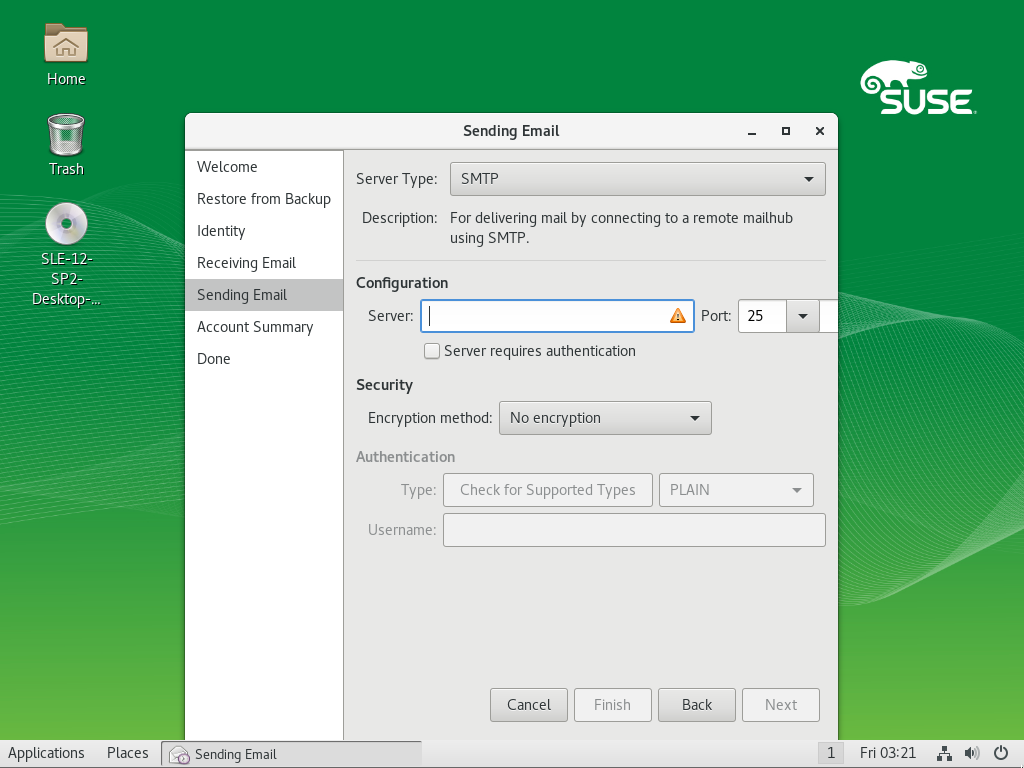 Home
Trash
SLE-12-
SP2-
Desktop-...
SUSE
Sending Email
Welcome
Restore from Backup
Identity
Receiving Email
Sending Email
Account Summary
Done
Server Type: SMTP
Description: For delivering mail by connecting to a remote mailhub
using SMTP.
Configuration
Server: Port: 25
Server requires authentication
Security
Encryption method: No encryption
Authentication
Type: Check for Supported Types PLAIN
Username:
Cancel Finish Back Next
Applications Places Sending Email 1 Fri 03:21